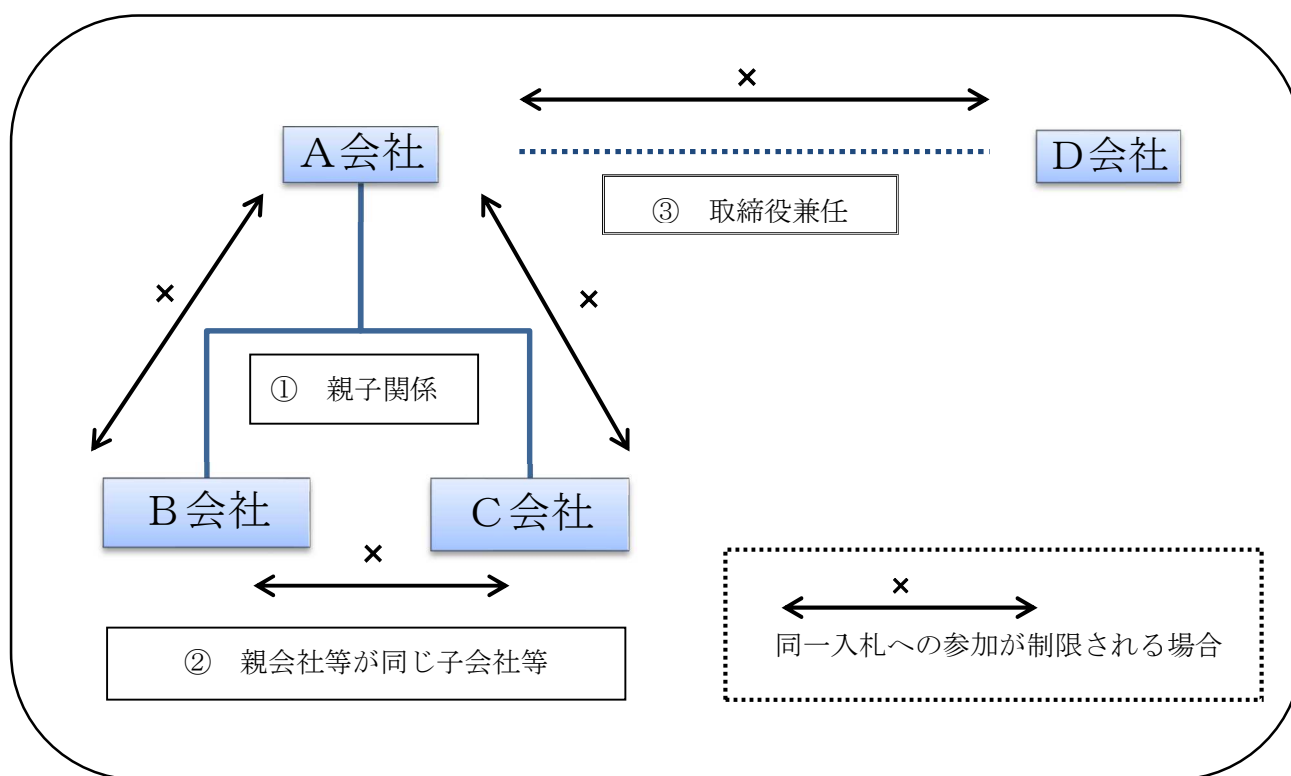 ×
A会社
D会社
③ 取締役兼任
×
×
① 親子関係
B会社
C会社
×
② 親会社等が同じ子会社等
×
同一入札への参加が制限される場合